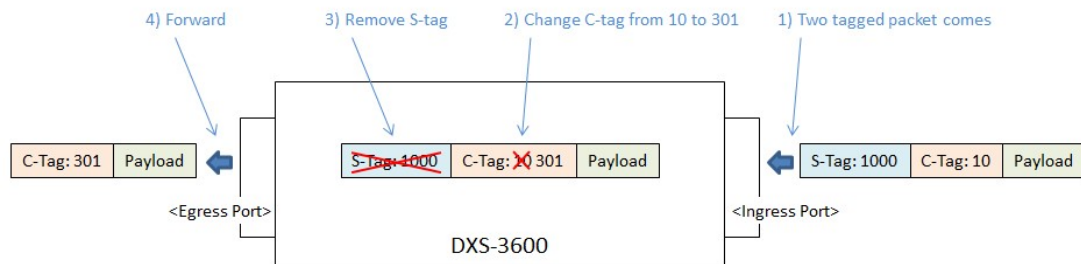 4) Forward
3) Remove S-tag
2) Change C-tag from 10 to 301
1) Two tagged packet comes
C-Tag: 301 Payload
S-Tag: 1000 C-Tag: 10 301 Payload
S-Tag: 1000 C-Tag: 10 Payload
<Egress Port>
<Ingress Port>
DXS-3600